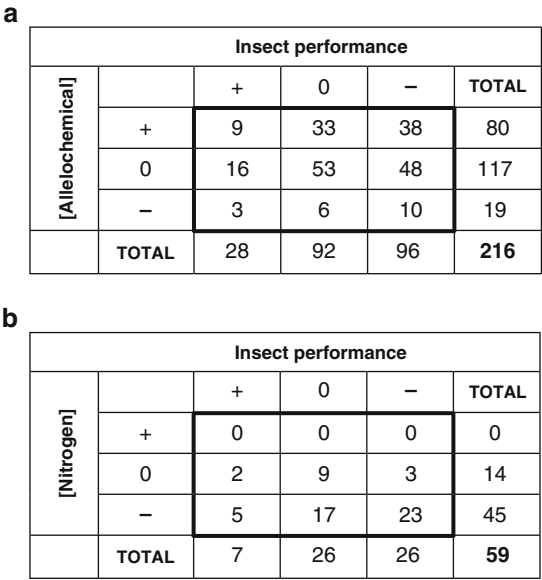 a
Insect performance
[Allelochemical]
+ 0 – TOTAL
+ 9 33 38 80
0 16 53 48 117
– 3 6 10 19
TOTAL 28 92 96 216
b
Insect performance
[Nitrogen]
+ 0 – TOTAL
+ 0 0 0 0
0 2 9 3 14
– 5 17 23 45
TOTAL 7 26 26 59